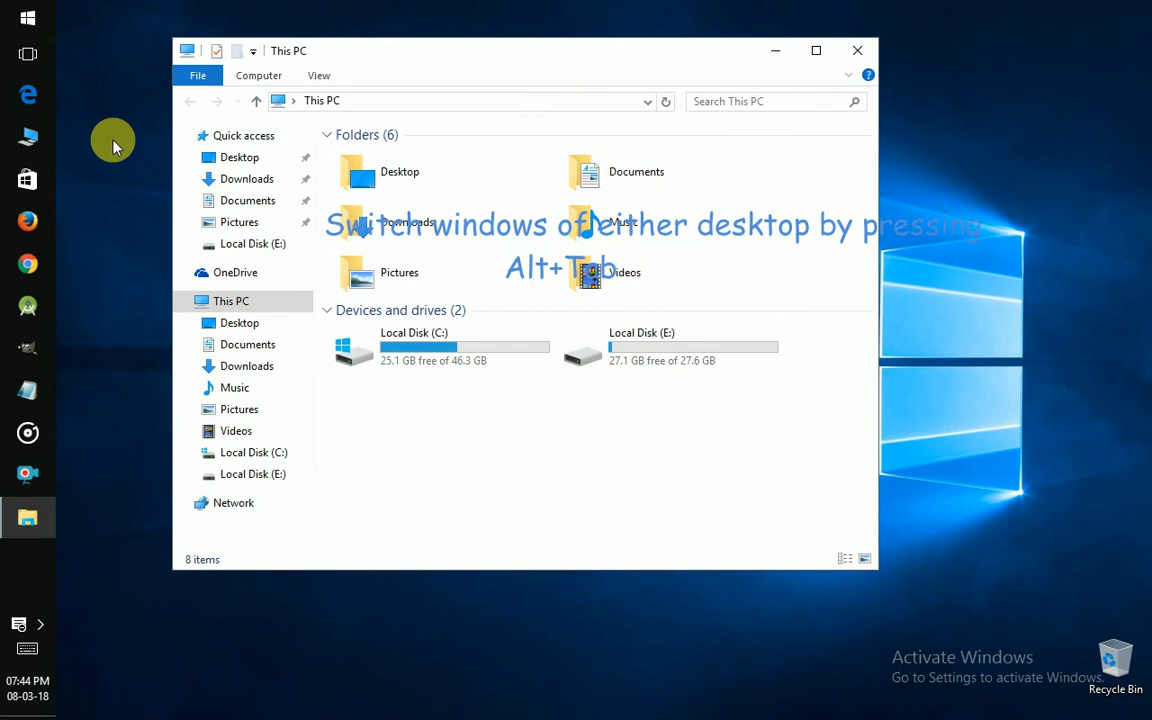 This PC
File Computer View
This PC
Search This PC
Quick access
Desktop
Downloads
Documents
Pictures
Local Disk (E:)
OneDrive
This PC
Desktop
Documents
Downloads
Music
Pictures
Videos
Local Disk (C:)
Local Disk (E:)
Network
Folders (6)
Desktop
Documents
Downloads
Music
Pictures
Videos
Switch windows of either desktop by pressing
Alt+Tab
Devices and drives (2)
Local Disk (C:)
25.1 GB free of 46.3 GB
Local Disk (E:)
27.1 GB free of 27.6 GB
8 items
Activate Windows
Go to Settings to activate Windows.
Recycle Bin
07:44 PM
08-03-18